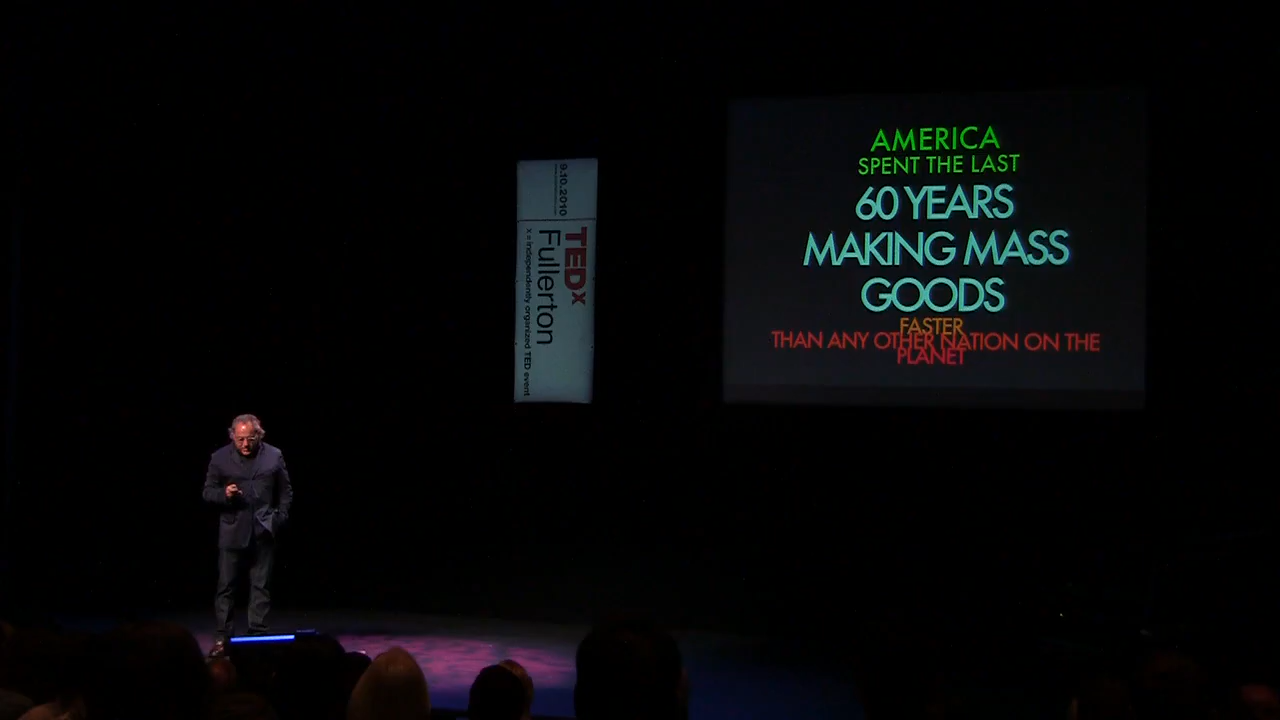 9.10.2010
TEDx
Fullerton
x = independently organized TED event
AMERICA
SPENT THE LAST
60 YEARS
MAKING MASS
GOODS
FASTER
THAN ANY OTHER NATION ON THE
PLANET